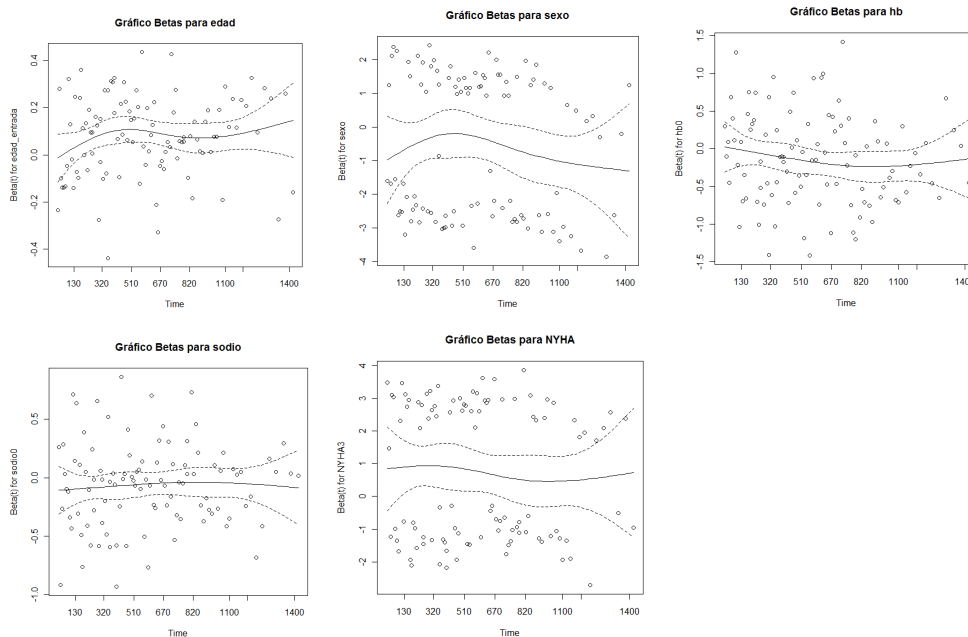 Gráfico Betas para edad
Beta(t) for edad_entrada
0.4
0.2
0.0
-0.2
-0.4
130 320 510 670 820 1100 1400
Time
Gráfico Betas para sexo
Beta(t) for sexo
2
1
0
-1
-2
-3
-4
130 320 510 670 820 1100 1400
Time
Gráfico Betas para hb
Beta(t) for hb0
1.5
1.0
0.5
0.0
-0.5
-1.0
-1.5
130 320 510 670 820 1100 1400
Time
Gráfico Betas para sodio
Beta(t) for sodio0
0.5
0.0
-0.5
-1.0
130 320 510 670 820 1100 1400
Time
Gráfico Betas para NYHA
Beta(t) for NYHA3
4
3
2
1
0
-1
-2
130 320 510 670 820 1100 1400
Time